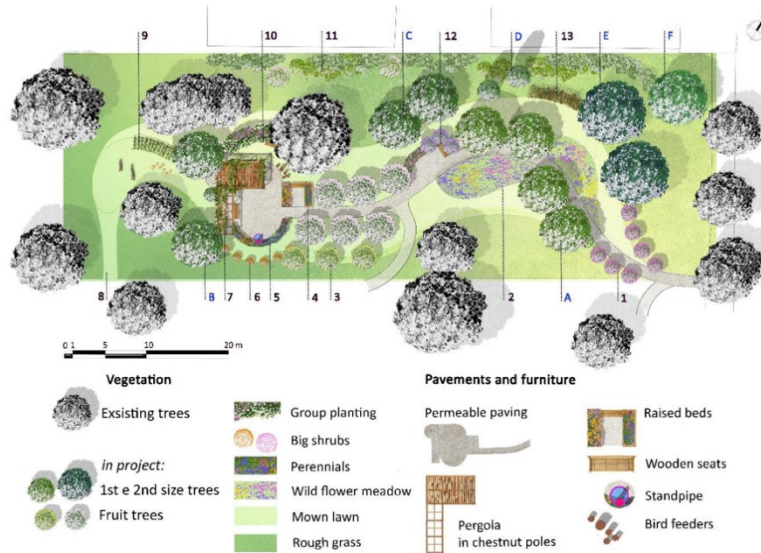 9 10 11 C 12 D 13 E F
8 B 7 6 5 4 3 2 A 1
0 1 5 10 20 m
Vegetation
Exsisting trees
in project:
1st e 2nd size trees
Fruit trees
Group planting
Big shrubs
Perennials
Wild flower meadow
Mown lawn
Rough grass
Pavements and furniture
Permeable paving
Pergola
in chestnut poles
Raised beds
Wooden seats
Standpipe
Bird feeders